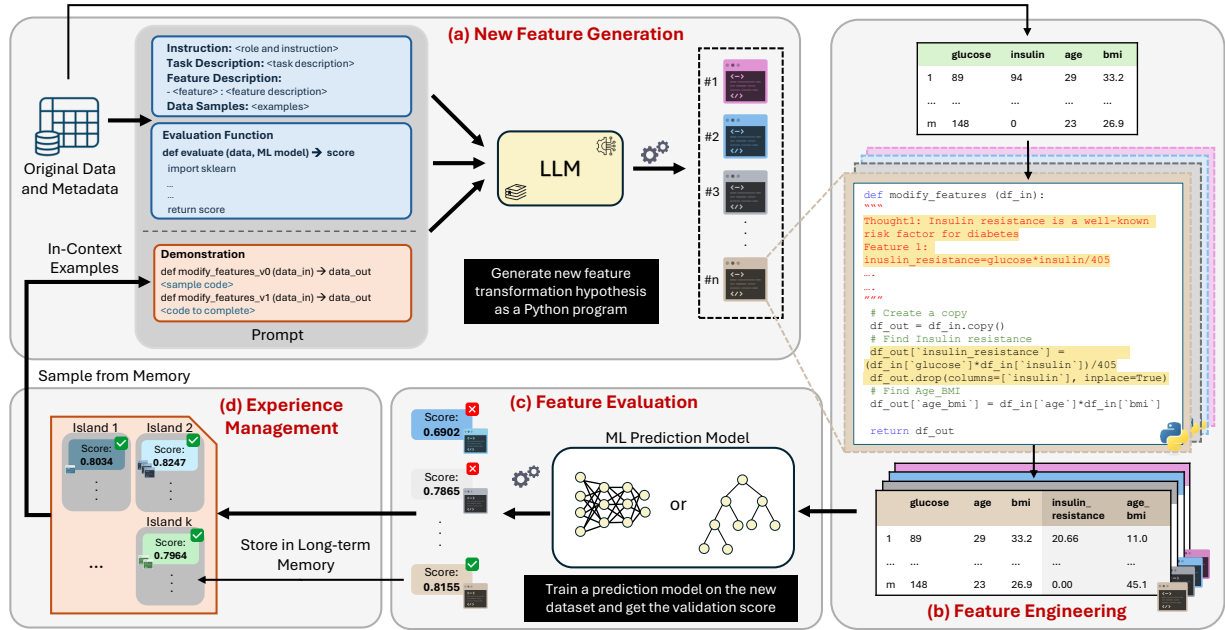 (a) New Feature Generation
Instruction: <role and instruction>
Task Description: <task description>
Feature Description:
- <feature> : <feature description>
Data Samples: <examples>
Evaluation Function
def evaluate (data, ML model) ➔ score
import sklearn
...
...
return score
Demonstration
def modify_features_v0 (data_in) ➔ data_out
<sample code>
def modify_features_v1 (data_in) ➔ data_out
<code to complete>
Prompt
Original Data
and Metadata
In-Context
Examples
LLM
Generate new feature
transformation hypothesis
as a Python program
#1
#2
#3
.
.
.
#n
glucose insulin age bmi
1 89 94 29 33.2
... ... ... ...
m 148 0 23 26.9
def modify_features (df_in):
"""
Thought1: Insulin resistance is a well-known
risk factor for diabetes
Feature 1:
inuslin_resistance=glucose*insulin/405
....
....
"""
# Create a copy
df_out = df_in.copy()
# Find Insulin resistance
df_out[`insulin_resistance`] =
(df_in[`glucose`]*df_in[`insulin`])/405
df_out.drop(columns=[`insulin`], inplace=True)
# Find Age_BMI
df_out[`age_bmi`] = df_in[`age`]*df_in[`bmi`]
return df_out
glucose age bmi insulin_
resistance age_
bmi
1 89 29 33.2 20.66 11.0
... ... ... ... ...
m 148 23 26.9 0.00 45.1
(b) Feature Engineering
(c) Feature Evaluation
ML Prediction Model
or
Train a prediction model on the new
dataset and get the validation score
Score:
0.6902
Score:
0.7865
.
.
.
Score:
0.8155
Sample from Memory
(d) Experience
Management
Island 1
Score:
0.8034
.
.
.
Island 2
Score:
0.8247
.
.
.
Island k
Score:
0.7964
.
.
.
...
Store in Long-term
Memory